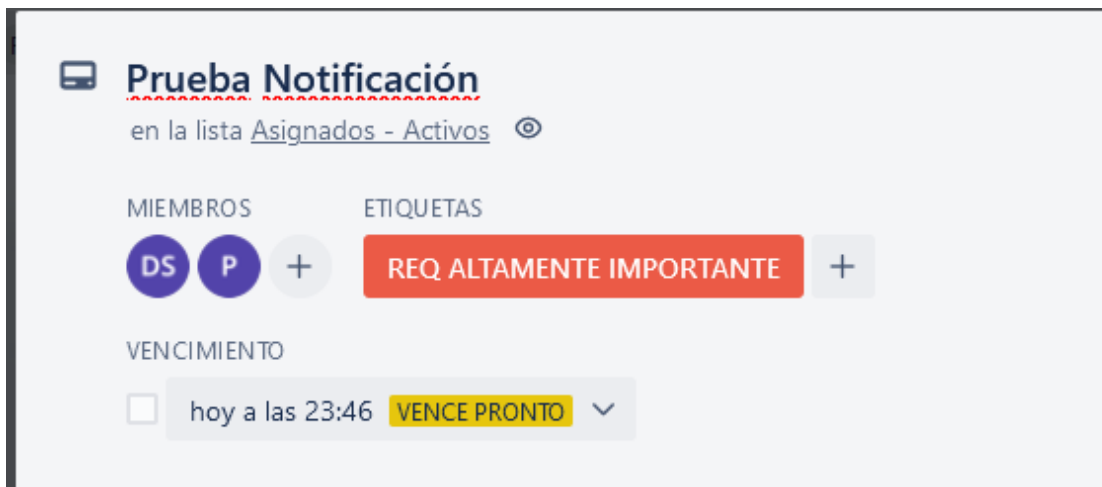 Prueba Notificación
en la lista Asignados - Activos
MIEMBROS ETIQUETAS
DS P + REQ ALTAMENTE IMPORTANTE +
VENCIMIENTO
hoy a las 23:46 VENCE PRONTO